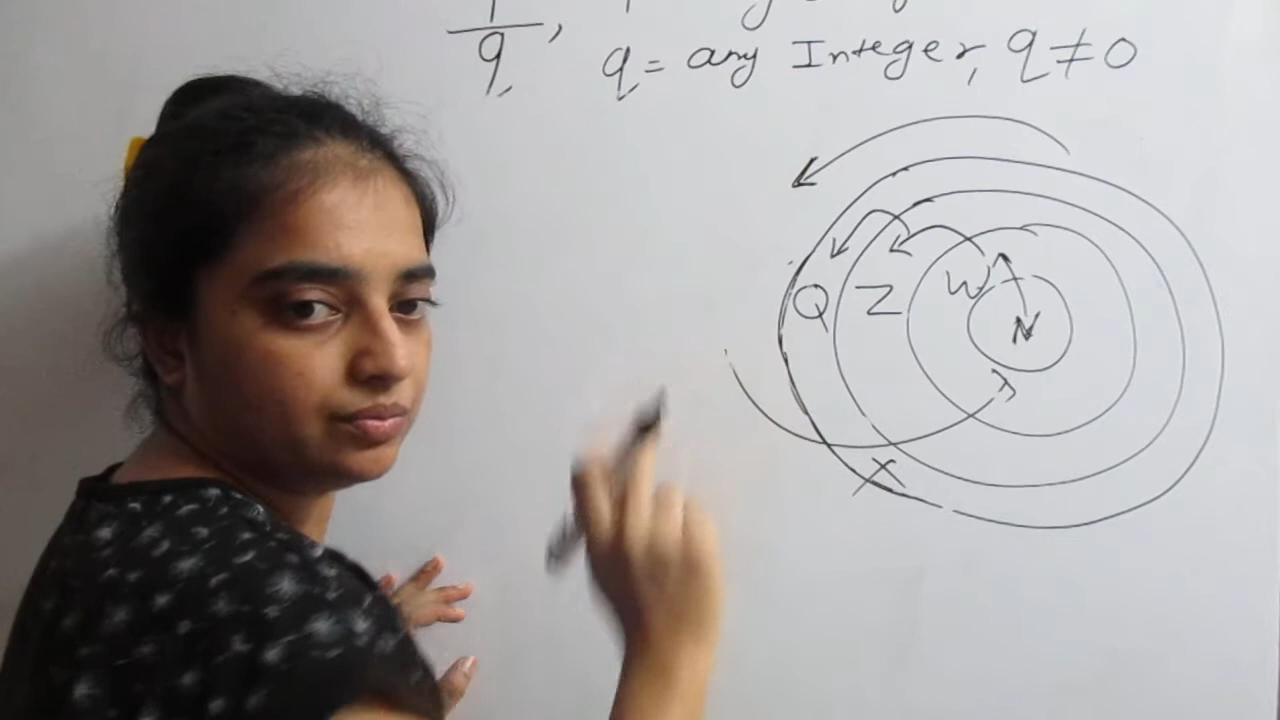 q,
q = any Integer, q ≠ 0
Q Z W N